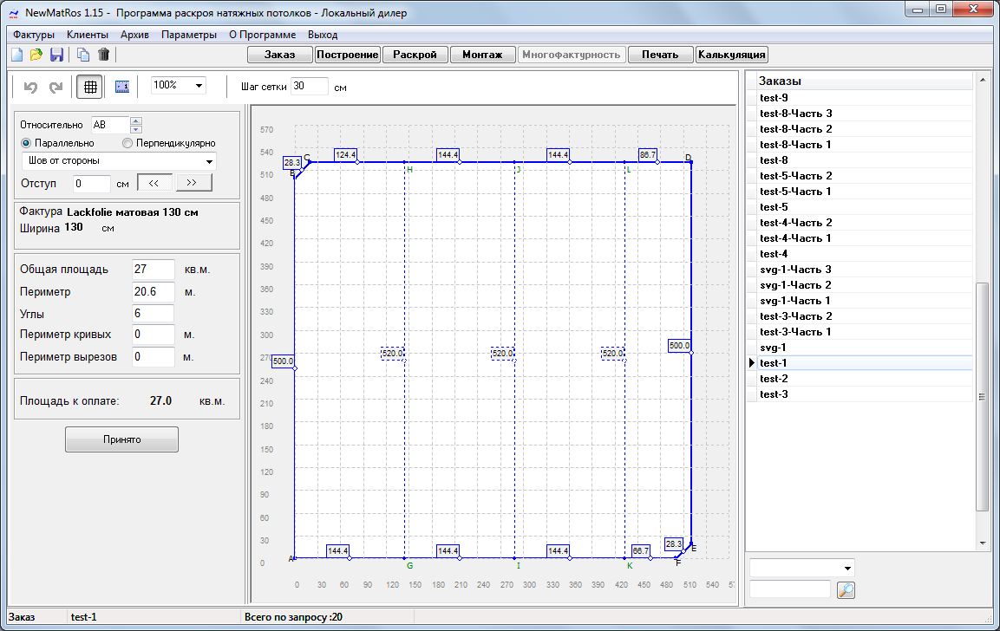 NewMatRos 1.15 - Программа раскроя натяжных потолков - Локальный дилер
Фактуры Клиенты Архив Параметры О Программе Выход
Заказ Построение Раскрой Монтаж Многофактурность Печать Калькуляция
100% Шаг сетки 30 см
Относительно AB
Параллельно Перпендикулярно
Шов от стороны
Отступ 0 см << >>
Фактура Lackfolie матовая 130 см
Ширина 130 см
Общая площадь 27 кв.м.
Периметр 20.6 м.
Углы 6
Периметр кривых 0 м.
Периметр вырезов 0 м.
Площадь к оплате: 27.0 кв.м.
Принято
570
540
510
480
450
420
390
360
330
300
270
240
210
180
150
120
90
60
30
0
0 30 60 90 120 150 180 210 240 270 300 330 360 390 420 450 480 510 540 57
28.3 C 124.4 144.4 144.4 86.7 D
B H J L
500.0 520.0 520.0 520.0 500.0
A 144.4 144.4 144.4 66.7 28.3 E
G I K F
Заказы
test-9
test-8-Часть 3
test-8-Часть 2
test-8-Часть 1
test-8
test-5-Часть 2
test-5-Часть 1
test-5
test-4-Часть 2
test-4-Часть 1
test-4
svg-1-Часть 3
svg-1-Часть 2
svg-1-Часть 1
test-3-Часть 2
test-3-Часть 1
svg-1
test-1
test-2
test-3
Заказ test-1 Всего по запросу :20